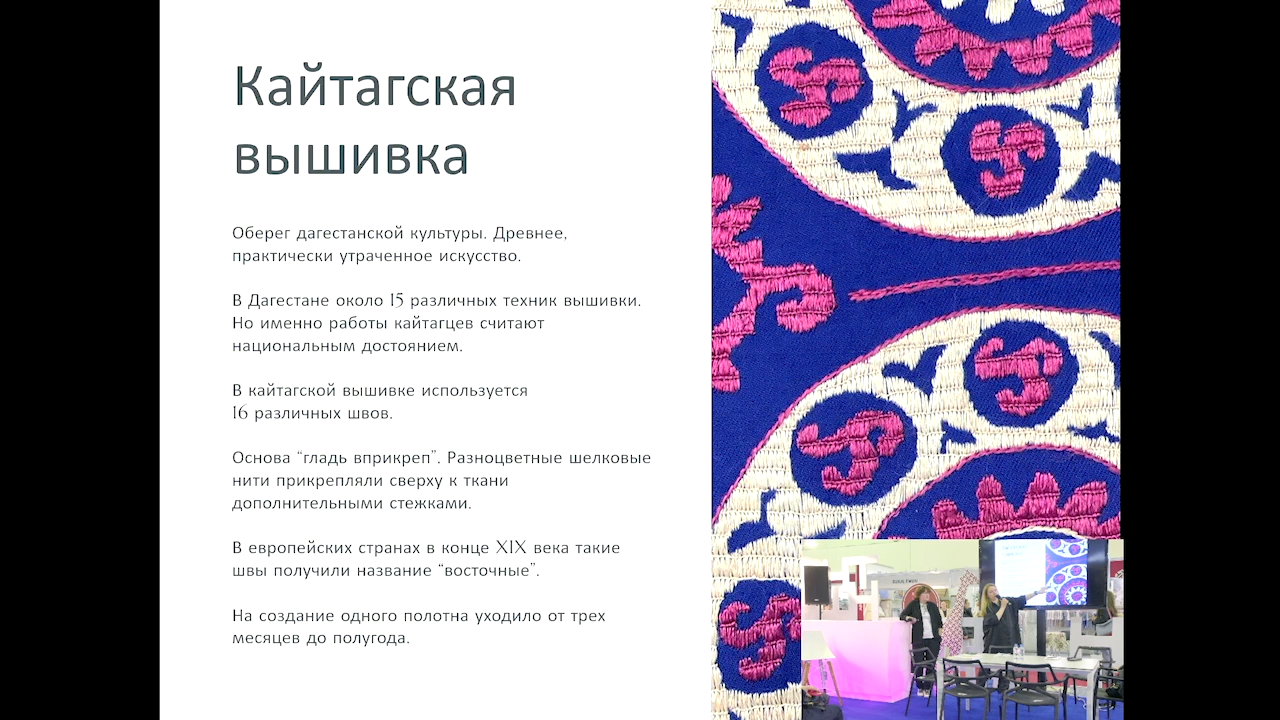 Кайтагская
вышивка
Оберег дагестанской культуры. Древнее,
практически утраченное искусство.
В Дагестане около 15 различных техник вышивки.
Но именно работы кайтагцев считают
национальным достоянием.
В кайтагской вышивке используется
16 различных швов.
Основа “гладь вприкреп”. Разноцветные шелковые
нити прикрепляли сверху к ткани
дополнительными стежками.
В европейских странах в конце XIX века такие
швы получили название “восточные”.
На создание одного полотна уходило от трех
месяцев до полугода.